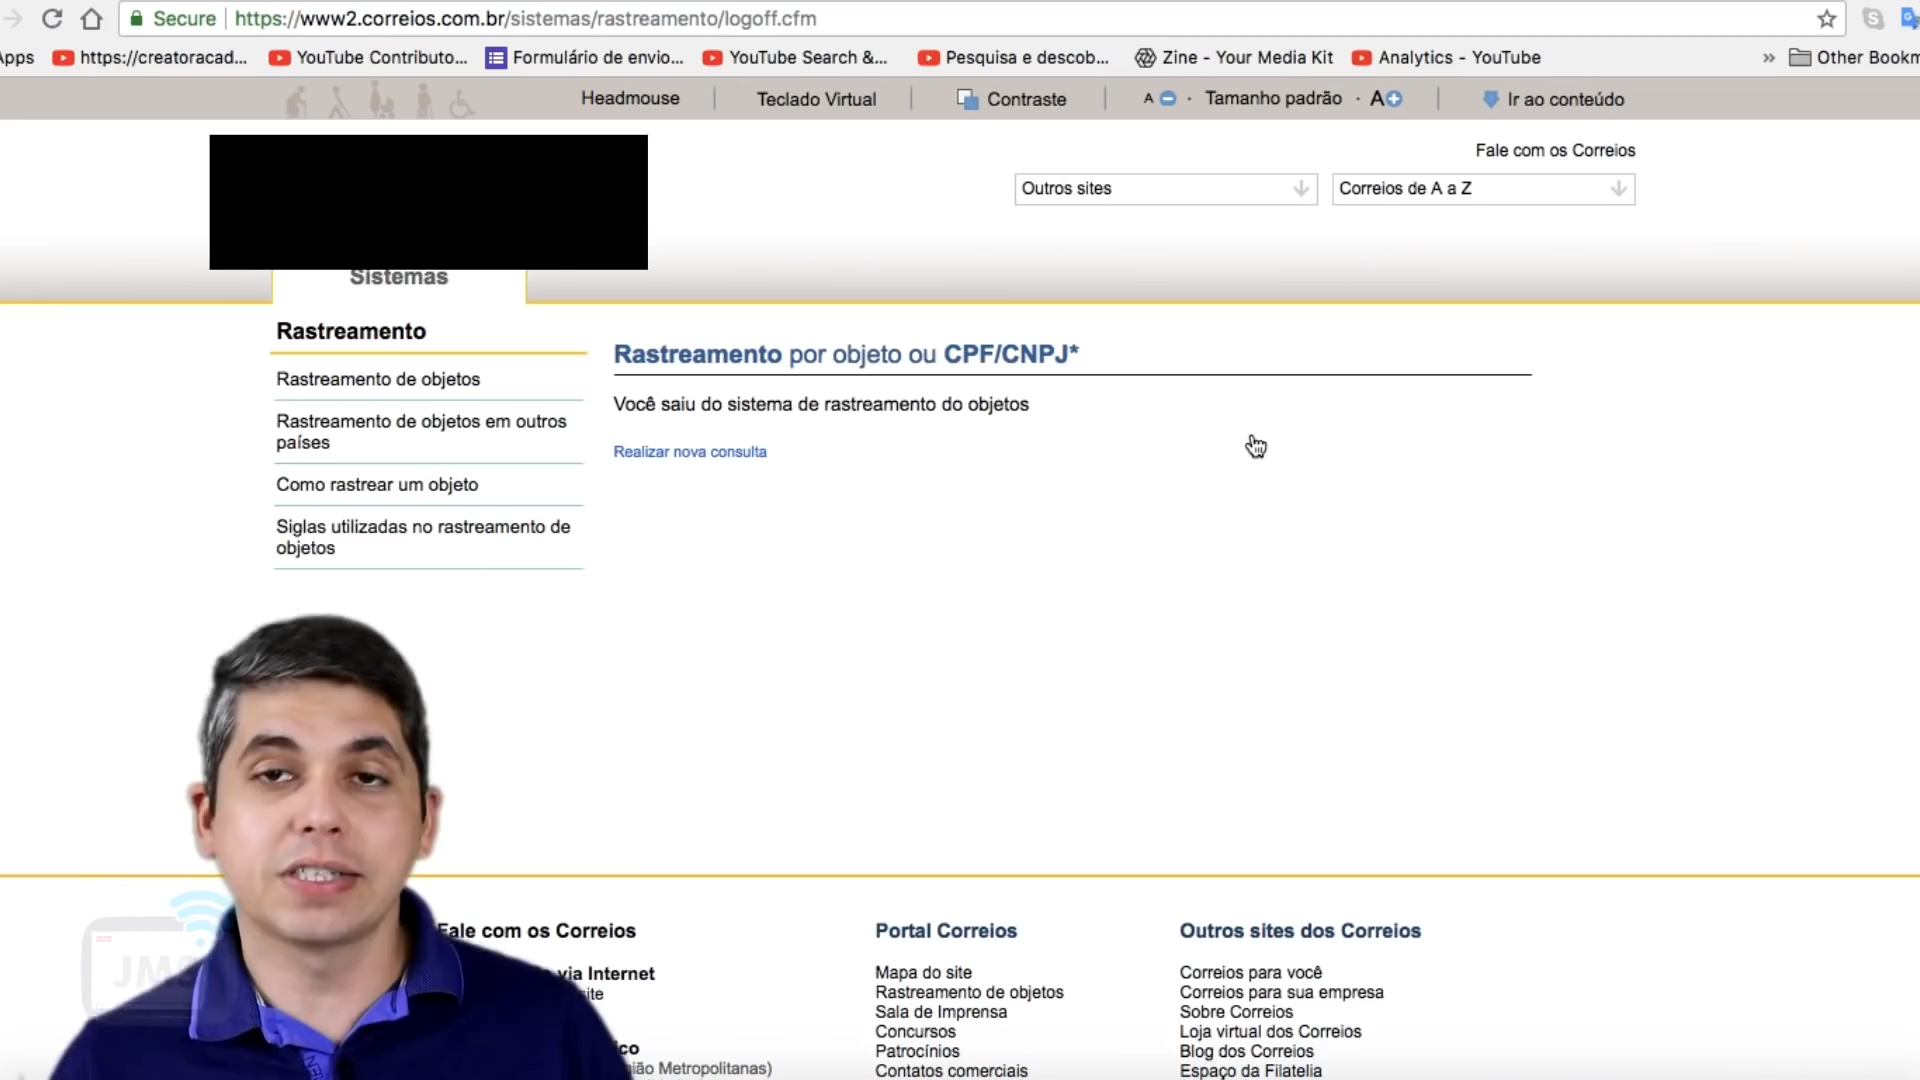 Secure https://www2.correios.com.br/sistemas/rastreamento/logoff.cfm
Apps https://creatoracad... YouTube Contributo... Formulário de envio... YouTube Search &... Pesquisa e descob... Zine - Your Media Kit Analytics - YouTube » Other Bookm
Headmouse Teclado Virtual Contraste A · Tamanho padrão · A Ir ao conteúdo
Fale com os Correios
Outros sites Correios de A a Z
Sistemas
Rastreamento
Rastreamento por objeto ou CPF/CNPJ*
Rastreamento de objetos
Você saiu do sistema de rastreamento do objetos
Rastreamento de objetos em outros
países
Realizar nova consulta
Como rastrear um objeto
Siglas utilizadas no rastreamento de
objetos
Fale com os Correios
via Internet
site
ico
ião Metropolitanas)
Portal Correios
Mapa do site
Rastreamento de objetos
Sala de Imprensa
Concursos
Patrocínios
Contatos comerciais
Outros sites dos Correios
Correios para você
Correios para sua empresa
Sobre Correios
Loja virtual dos Correios
Blog dos Correios
Espaço da Filatelia